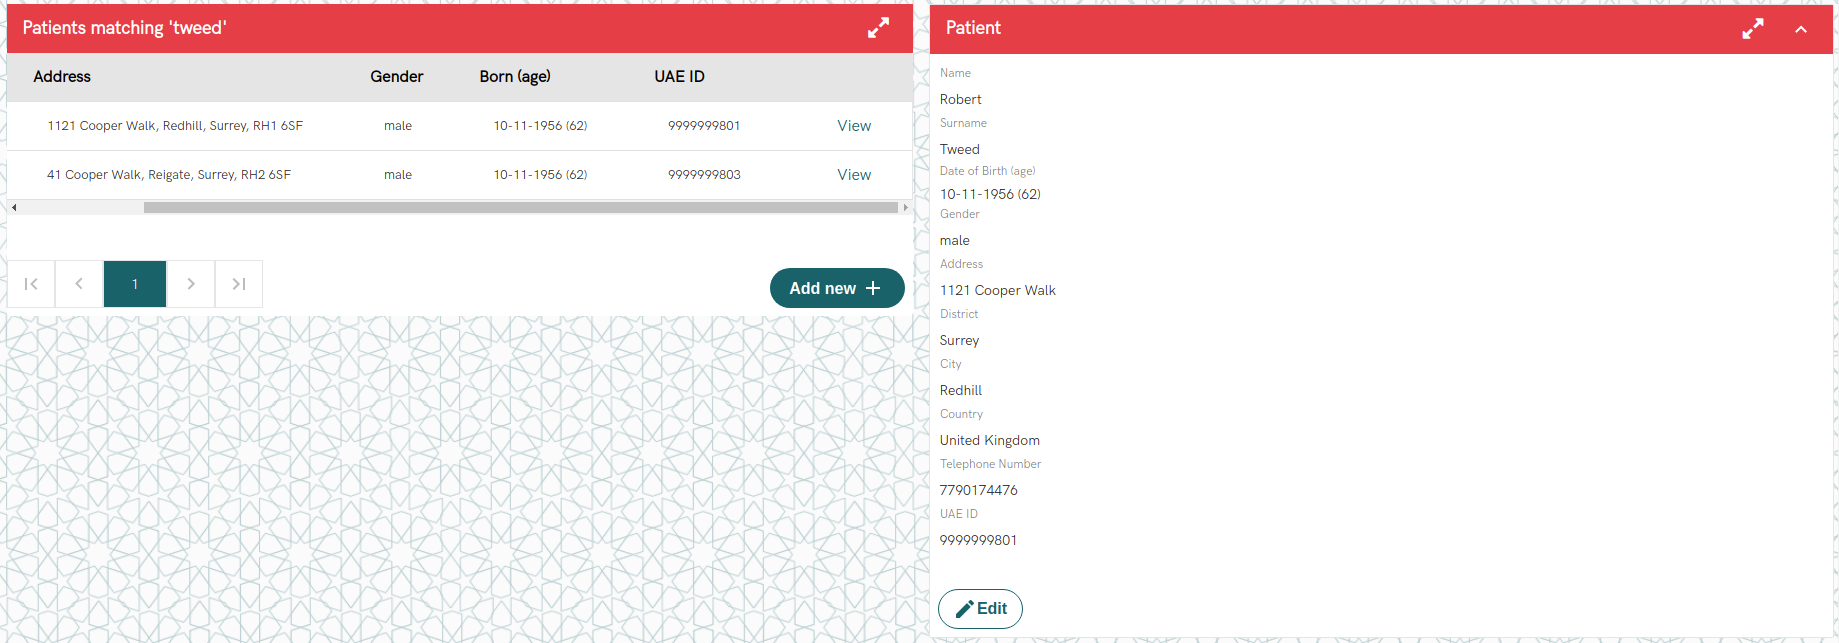 Patients matching 'tweed'
Address Gender Born (age) UAE ID
1121 Cooper Walk, Redhill, Surrey, RH1 6SF male 10-11-1956 (62) 9999999801 View
41 Cooper Walk, Reigate, Surrey, RH2 6SF male 10-11-1956 (62) 9999999803 View
1
Add new
Patient
Name
Robert
Surname
Tweed
Date of Birth (age)
10-11-1956 (62)
Gender
male
Address
1121 Cooper Walk
District
Surrey
City
Redhill
Country
United Kingdom
Telephone Number
7790174476
UAE ID
9999999801
Edit